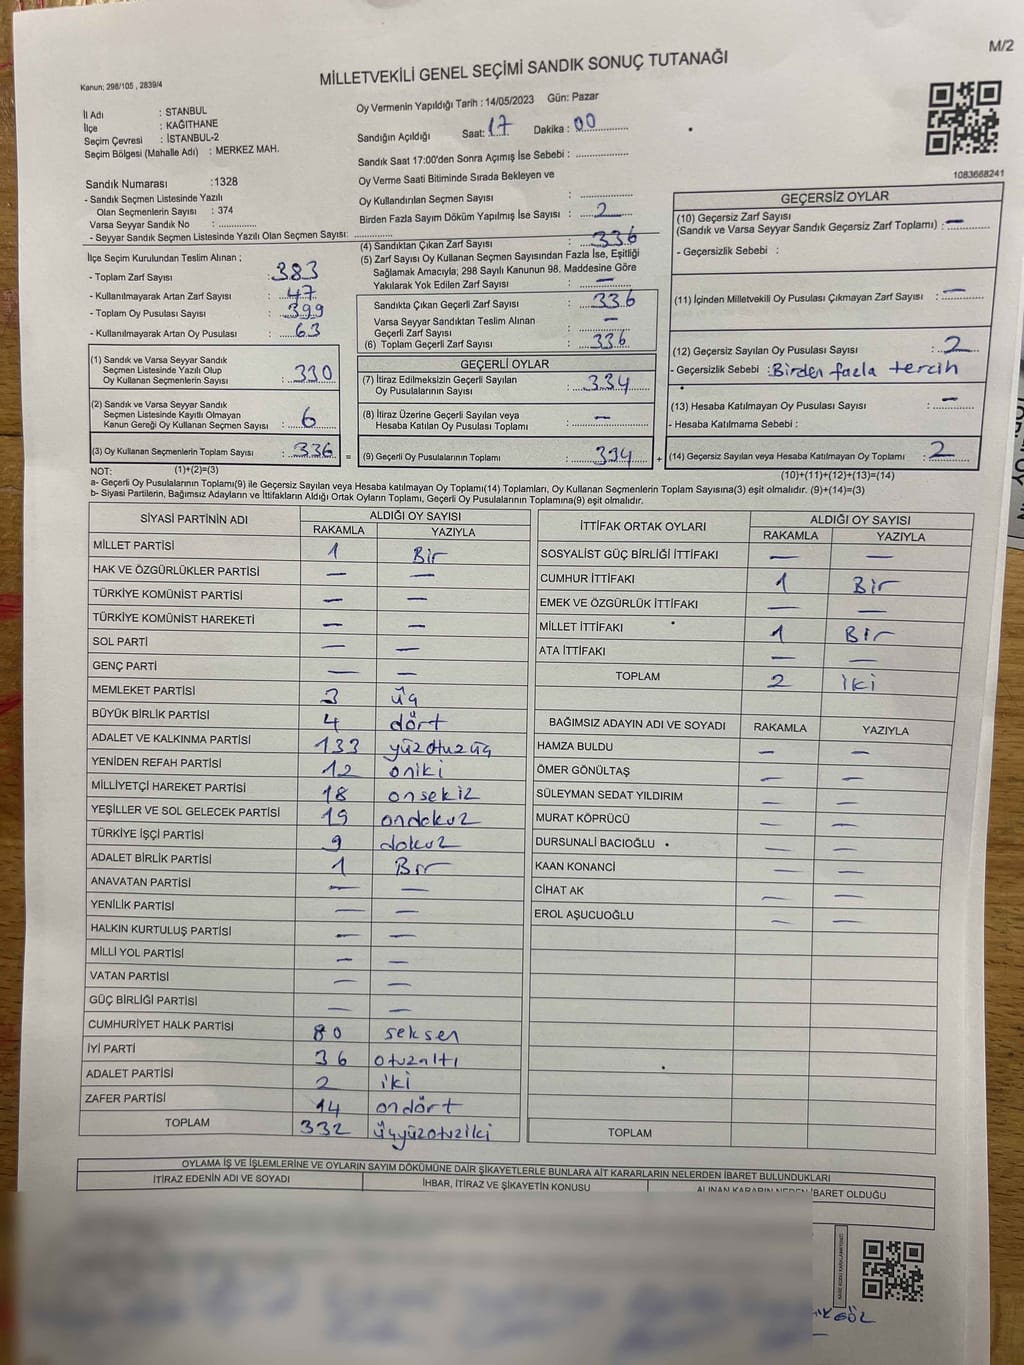 M/2
Kanun: 298/105 , 2839/4
MİLLETVEKİLİ GENEL SEÇİMİ SANDIK SONUÇ TUTANAĞI
İl Adı : STANBUL
İlçe : KAĞITHANE
Seçim Çevresi : İSTANBUL-2
Seçim Bölgesi (Mahalle Adı) : MERKEZ MAH.
Oy Vermenin Yapıldığı Tarih : 14/05/2023 Gün: Pazar
Sandığın Açıldığı Saat: 17 Dakika : 00
Sandık Saat 17:00'den Sonra Açımış İse Sebebi :
Oy Verme Saati Bitiminde Sırada Bekleyen ve
Oy Kullandırılan Seçmen Sayısı :
Birden Fazla Sayım Döküm Yapılmış İse Sayısı : 2
1083668241
Sandık Numarası :1328
- Sandık Seçmen Listesinde Yazılı
Olan Seçmenlerin Sayısı : 374
Varsa Seyyar Sandık No :
- Seyyar Sandık Seçmen Listesinde Yazılı Olan Seçmen Sayısı:
İlçe Seçim Kurulundan Teslim Alınan ;
- Toplam Zarf Sayısı : 383
- Kullanılmayarak Artan Zarf Sayısı : 47
- Toplam Oy Pusulası Sayısı : 399
- Kullanılmayarak Artan Oy Pusulası : 63
(1) Sandık ve Varsa Seyyar Sandık
Seçmen Listesinde Yazılı Olup
Oy Kullanan Seçmenlerin Sayısı : 330
(2) Sandık ve Varsa Seyyar Sandık
Seçmen Listesinde Kayıtlı Olmayan
Kanun Gereği Oy Kullanan Seçmen Sayısı : 6
(3) Oy Kullanan Seçmenlerin Toplam Sayısı : 336 =
(4) Sandıktan Çıkan Zarf Sayısı : 336
(5) Zarf Sayısı Oy Kullanan Seçmen Sayısından Fazla İse, Eşitliği
Sağlamak Amacıyla; 298 Sayılı Kanunun 98. Maddesine Göre
Yakılarak Yok Edilen Zarf Sayısı : —
Sandıkta Çıkan Geçerli Zarf Sayısı : 336
Varsa Seyyar Sandıktan Teslim Alınan —
Geçerli Zarf Sayısı :
(6) Toplam Geçerli Zarf Sayısı : 336
GEÇERLİ OYLAR
(7) İtiraz Edilmeksizin Geçerli Sayılan
Oy Pusulalarının Sayısı : 334
(8) İtiraz Üzerine Geçerli Sayılan veya
Hesaba Katılan Oy Pusulası Toplamı : —
(9) Geçerli Oy Pusulalarının Toplamı : 334 +
GEÇERSİZ OYLAR
(10) Geçersiz Zarf Sayısı
(Sandık ve Varsa Seyyar Sandık Geçersiz Zarf Toplamı) : —
- Geçersizlik Sebebi :
(11) İçinden Milletvekili Oy Pusulası Çıkmayan Zarf Sayısı : —
(12) Geçersiz Sayılan Oy Pusulası Sayısı : 2
- Geçersizlik Sebebi : Birden fazla tercih
(13) Hesaba Katılmayan Oy Pusulası Sayısı : —
- Hesaba Katılmama Sebebi :
(14) Geçersiz Sayılan veya Hesaba Katılmayan Oy Toplamı : 2
NOT: (1)+(2)=(3)
(10)+(11)+(12)+(13)=(14)
a- Geçerli Oy Pusulalarının Toplamı(9) ile Geçersiz Sayılan veya Hesaba Katılmayan Oy Toplamı(14) Toplamları, Oy Kullanan Seçmenlerin Toplam Sayısına(3) eşit olmalıdır. (9)+(14)=(3)
b- Siyasi Partilerin, Bağımsız Adayların ve İttifakların Aldığı Ortak Oyların Toplamı, Geçerli Oy Pusulalarının Toplamına(9) eşit olmalıdır.
SİYASİ PARTİNİN ADI ALDIĞI OY SAYISI
RAKAMLA YAZIYLA
MİLLET PARTİSİ 1 Bir
HAK VE ÖZGÜRLÜKLER PARTİSİ — —
TÜRKİYE KOMÜNİST PARTİSİ — —
TÜRKİYE KOMÜNİST HAREKETİ — —
SOL PARTİ — —
GENÇ PARTİ — —
MEMLEKET PARTİSİ 3 üç
BÜYÜK BİRLİK PARTİSİ 4 dört
ADALET VE KALKINMA PARTİSİ 133 yüzotuzüç
YENİDEN REFAH PARTİSİ 12 oniki
MİLLİYETÇİ HAREKET PARTİSİ 18 onsekiz
YEŞİLLER VE SOL GELECEK PARTİSİ 19 ondokuz
TÜRKİYE İŞÇİ PARTİSİ 9 dokuz
ADALET BİRLİK PARTİSİ 1 Bir
ANAVATAN PARTİSİ — —
YENİLİK PARTİSİ — —
HALKIN KURTULUŞ PARTİSİ — —
MİLLİ YOL PARTİSİ — —
VATAN PARTİSİ — —
GÜÇ BİRLİĞİ PARTİSİ — —
CUMHURİYET HALK PARTİSİ 80 seksen
İYİ PARTİ 36 otuzaltı
ADALET PARTİSİ 2 iki
ZAFER PARTİSİ 14 ondört
TOPLAM 332 üçyüzotuziki
İTTİFAK ORTAK OYLARI ALDIĞI OY SAYISI
RAKAMLA YAZIYLA
SOSYALİST GÜÇ BİRLİĞİ İTTİFAKI — —
CUMHUR İTTİFAKI 1 Bir
EMEK VE ÖZGÜRLÜK İTTİFAKI — —
MİLLET İTTİFAKI 1 Bir
ATA İTTİFAKI — —
TOPLAM 2 iki
BAĞIMSIZ ADAYIN ADI VE SOYADI RAKAMLA YAZIYLA
HAMZA BULDU — —
ÖMER GÖNÜLTAŞ — —
SÜLEYMAN SEDAT YILDIRIM — —
MURAT KÖPRÜCÜ — —
DURSUNALİ BACIOĞLU — —
KAAN KONANCİ — —
CİHAT AK — —
EROL AŞUCUOĞLU — —
TOPLAM
OYLAMA İŞ VE İŞLEMLERİNE VE OYLARIN SAYIM DÖKÜMÜNE DAİR ŞİKAYETLERLE BUNLARA AİT KARARLARIN NELERDEN İBARET BULUNDUKLARI
İTİRAZ EDENİN ADI VE SOYADI İHBAR, İTİRAZ VE ŞİKAYETİN KONUSU ALINAN KARARIN NEDEN İBARET OLDUĞU
GÖL